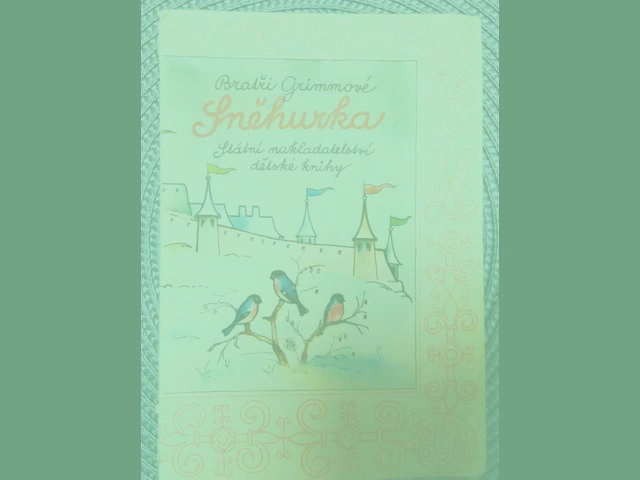 Bratři Grimmové
Sněhurka
Státní nakladatelství
dětské knihy